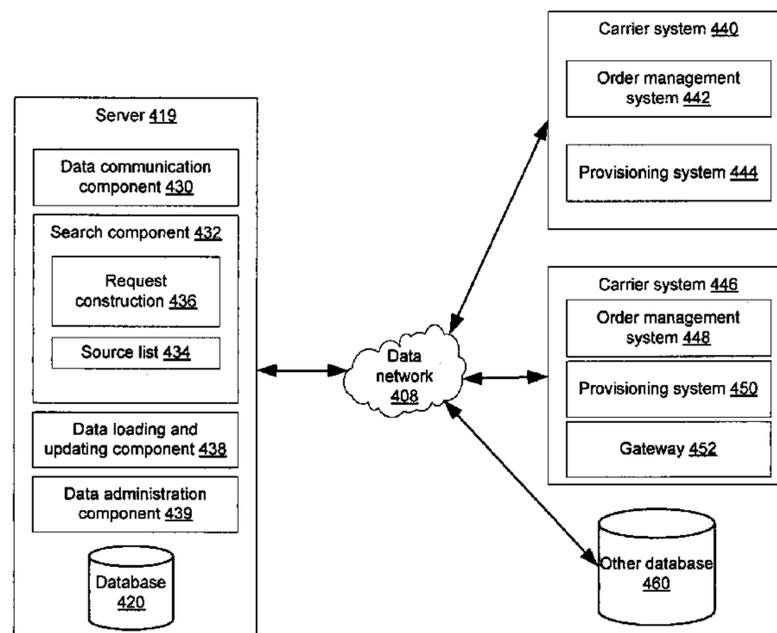 Server 419
Data communication
component 430
Search component 432
Request
construction 436
Source list 434
Data loading and
updating component 438
Data administration
component 439
Database
420
Data
network
408
Carrier system 440
Order management
system 442
Provisioning system 444
Carrier system 446
Order management
system 448
Provisioning system 450
Gateway 452
Other database
460